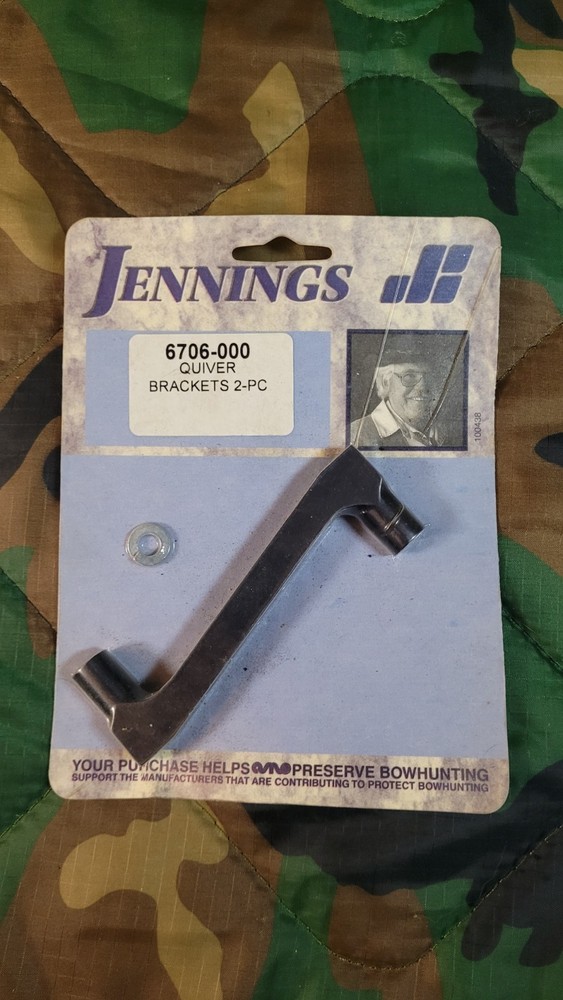 JENNINGS
6706-000
QUIVER
BRACKETS 2-PC
100438
YOUR PURCHASE HELPS PRESERVE BOWHUNTING
SUPPORT THE MANUFACTURERS THAT ARE CONTRIBUTING TO PROTECT BOWHUNTING